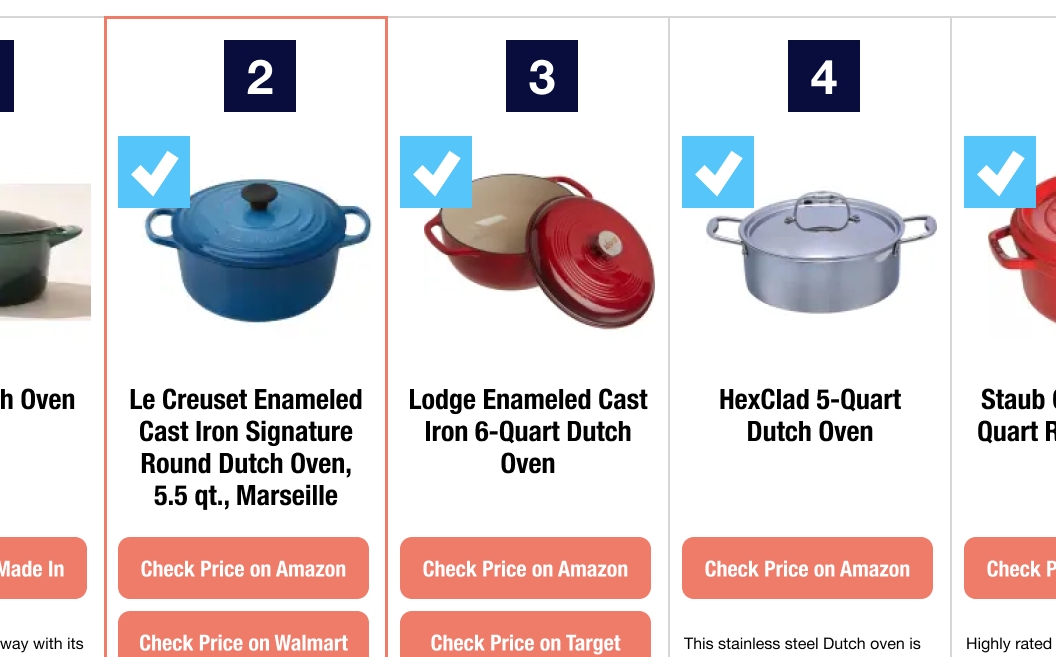 2
3
4
h Oven
Le Creuset Enameled
Cast Iron Signature
Round Dutch Oven,
5.5 qt., Marseille
Lodge Enameled Cast
Iron 6-Quart Dutch
Oven
HexClad 5-Quart
Dutch Oven
Staub
Quart R
Made In
Check Price on Amazon
Check Price on Amazon
Check Price on Amazon
Check P
Check Price on Walmart
Check Price on Target
way with its
This stainless steel Dutch oven is
Highly rated